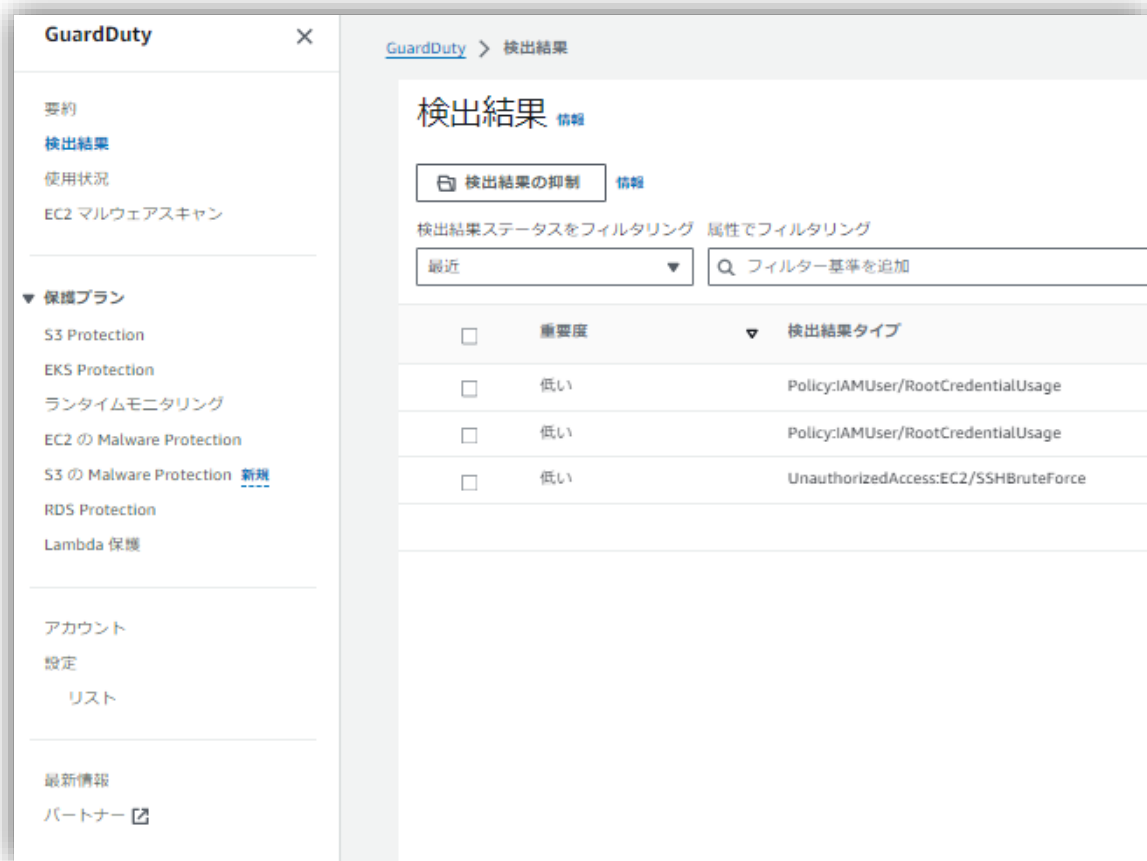 GuardDuty
要約
検出結果
使用状況
EC2 マルウェアスキャン
保護プラン
S3 Protection
EKS Protection
ランタイムモニタリング
EC2 の Malware Protection
S3 の Malware Protection 新規
RDS Protection
Lambda 保護
アカウント
設定
リスト
最新情報
パートナー
GuardDuty > 検出結果
検出結果 情報
検出結果の抑制 情報
検出結果ステータスをフィルタリング 属性でフィルタリング
最近 フィルター基準を追加
重要度 検出結果タイプ
低い Policy:IAMUser/RootCredentialUsage
低い Policy:IAMUser/RootCredentialUsage
低い UnauthorizedAccess:EC2/SSHBruteForce